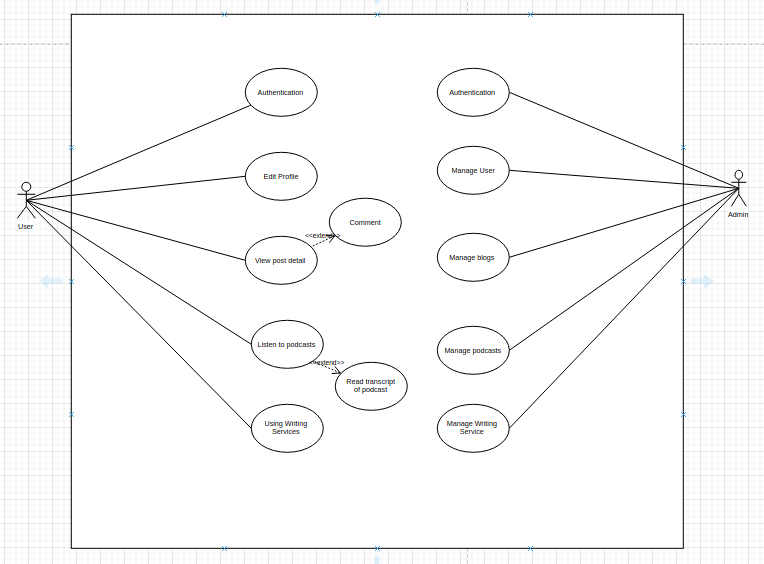 Authentication
Authentication
Edit Profile
Manage User
Comment
<<extend>>
User
Admin
View post detail
Manage blogs
Listen to podcasts
Manage podcasts
<<extend>>
Read transcript
of podcast
Using Writing
Services
Manage Writing
Service